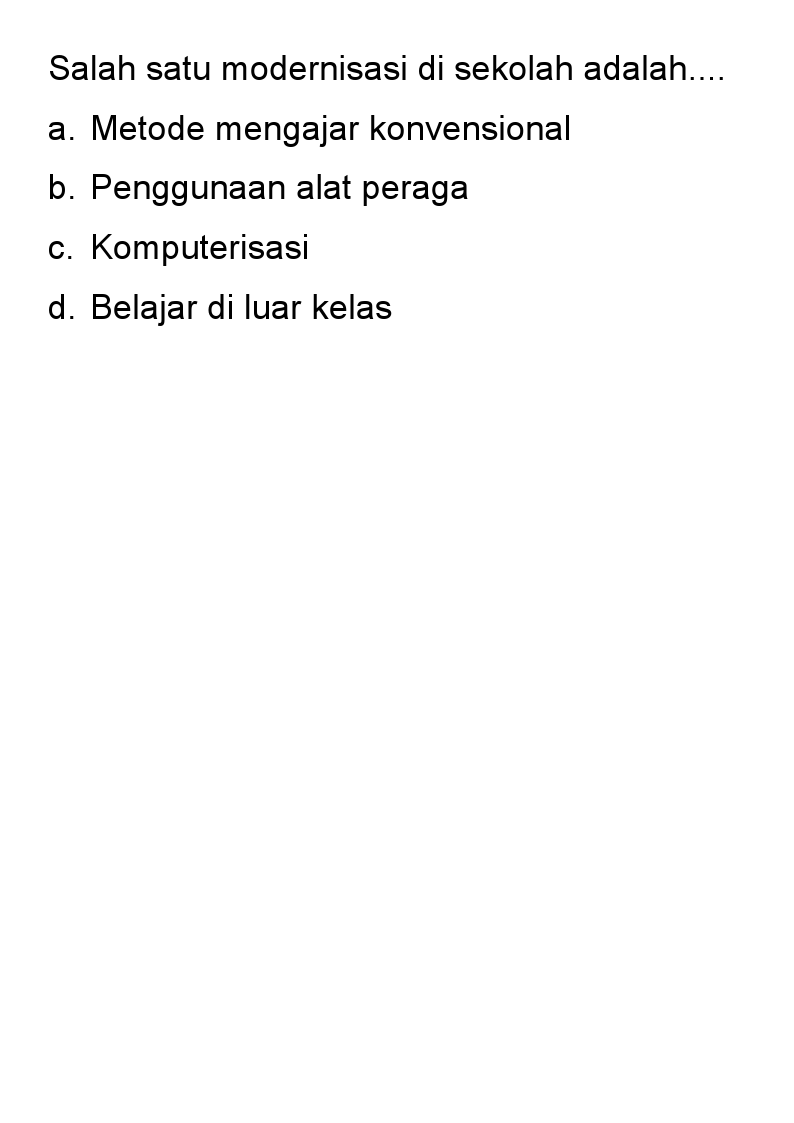 Salah satu modernisasi di sekolah adalah....
a. Metode mengajar konvensional
b. Penggunaan alat peraga
c. Komputerisasi
d. Belajar di luar kelas